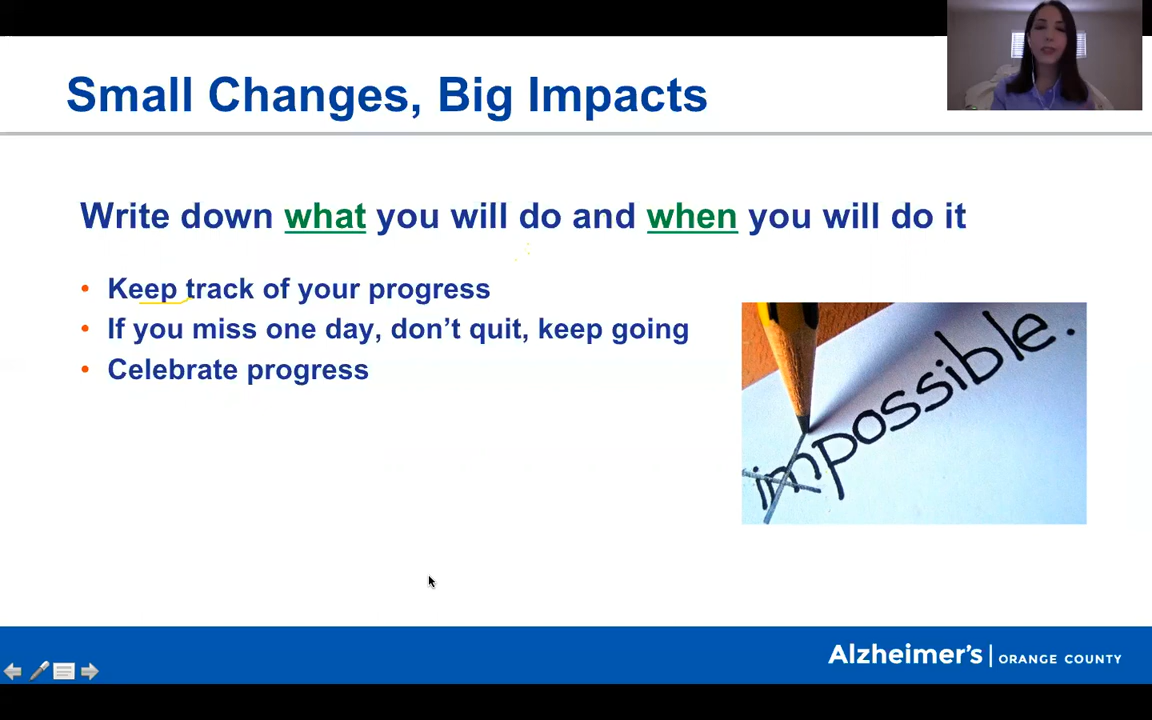 Small Changes, Big Impacts
Write down what you will do and when you will do it
• Keep track of your progress
• If you miss one day, don’t quit, keep going
• Celebrate progress
impossible.
Alzheimer's | ORANGE COUNTY